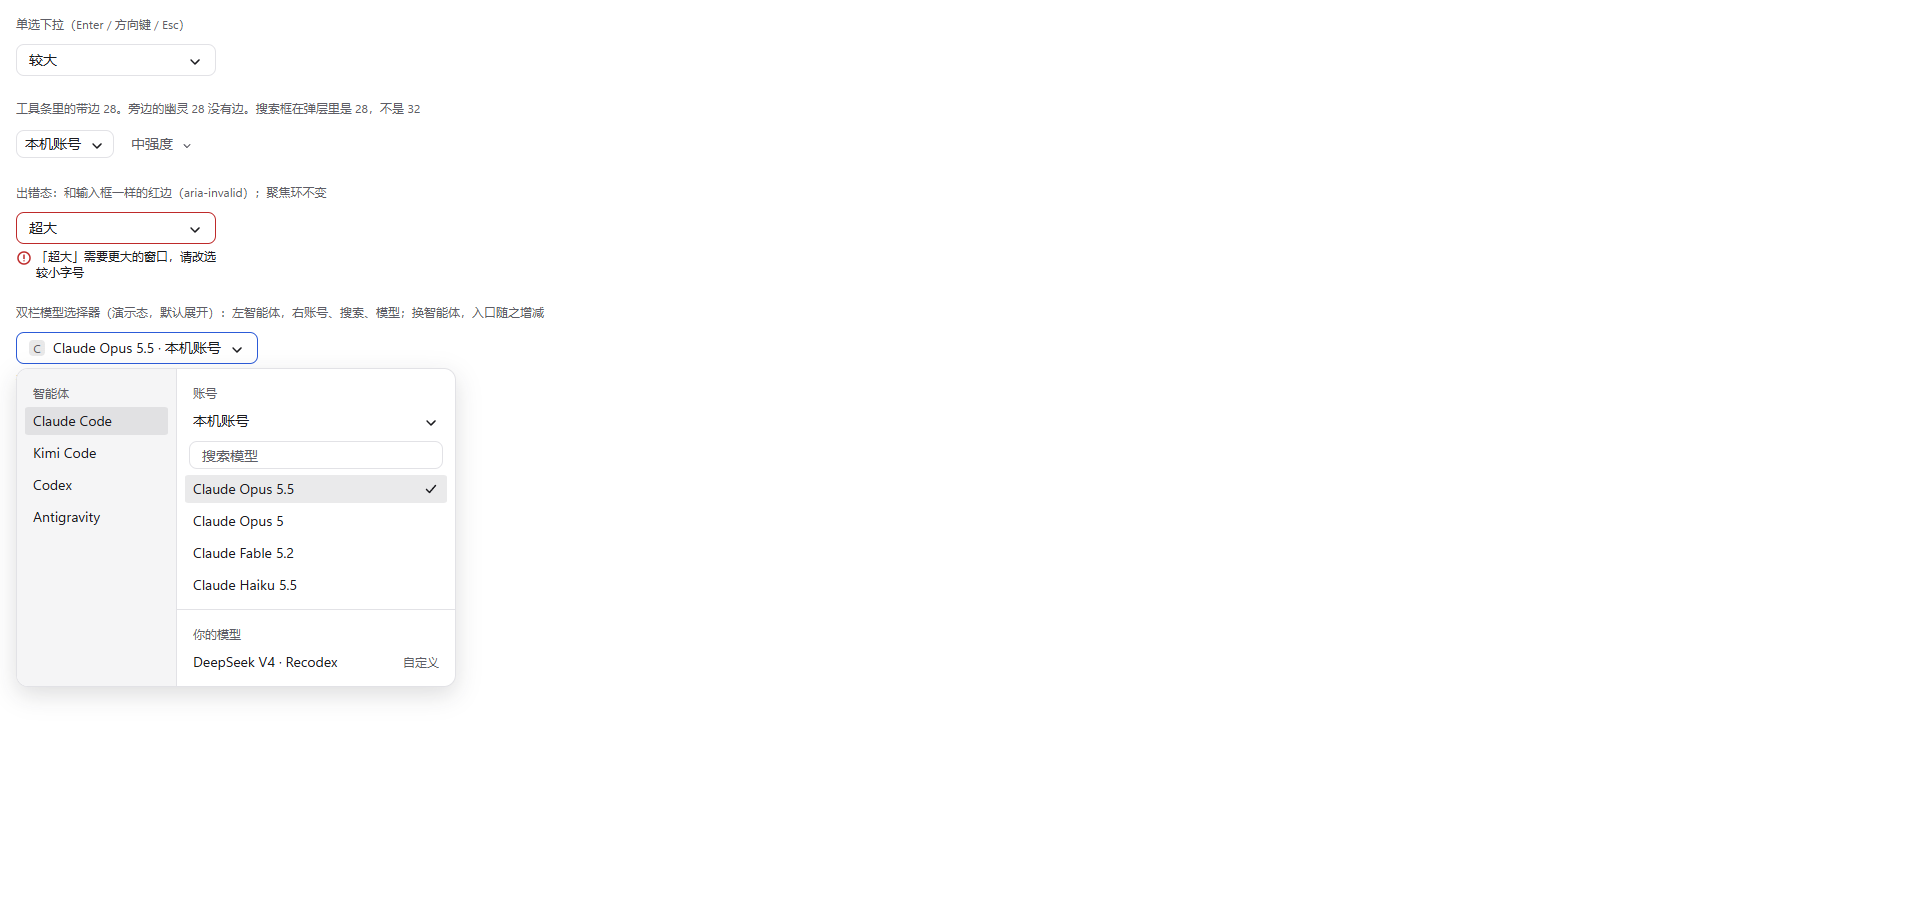 单选下拉（Enter / 方向键 / Esc）
较大
工具条里的带边 28。旁边的幽灵 28 没有边。搜索框在弹层里是 28，不是 32
本机账号
中强度
出错态：和输入框一样的红边（aria-invalid）；聚焦环不变
超大
「超大」需要更大的窗口，请改选
较小字号
双栏模型选择器（演示态，默认展开）：左智能体，右账号、搜索、模型；换智能体，入口随之增减
C Claude Opus 5.5 · 本机账号
智能体
Claude Code
Kimi Code
Codex
Antigravity
账号
本机账号
搜索模型
Claude Opus 5.5
Claude Opus 5
Claude Fable 5.2
Claude Haiku 5.5
你的模型
DeepSeek V4 · Recodex 自定义